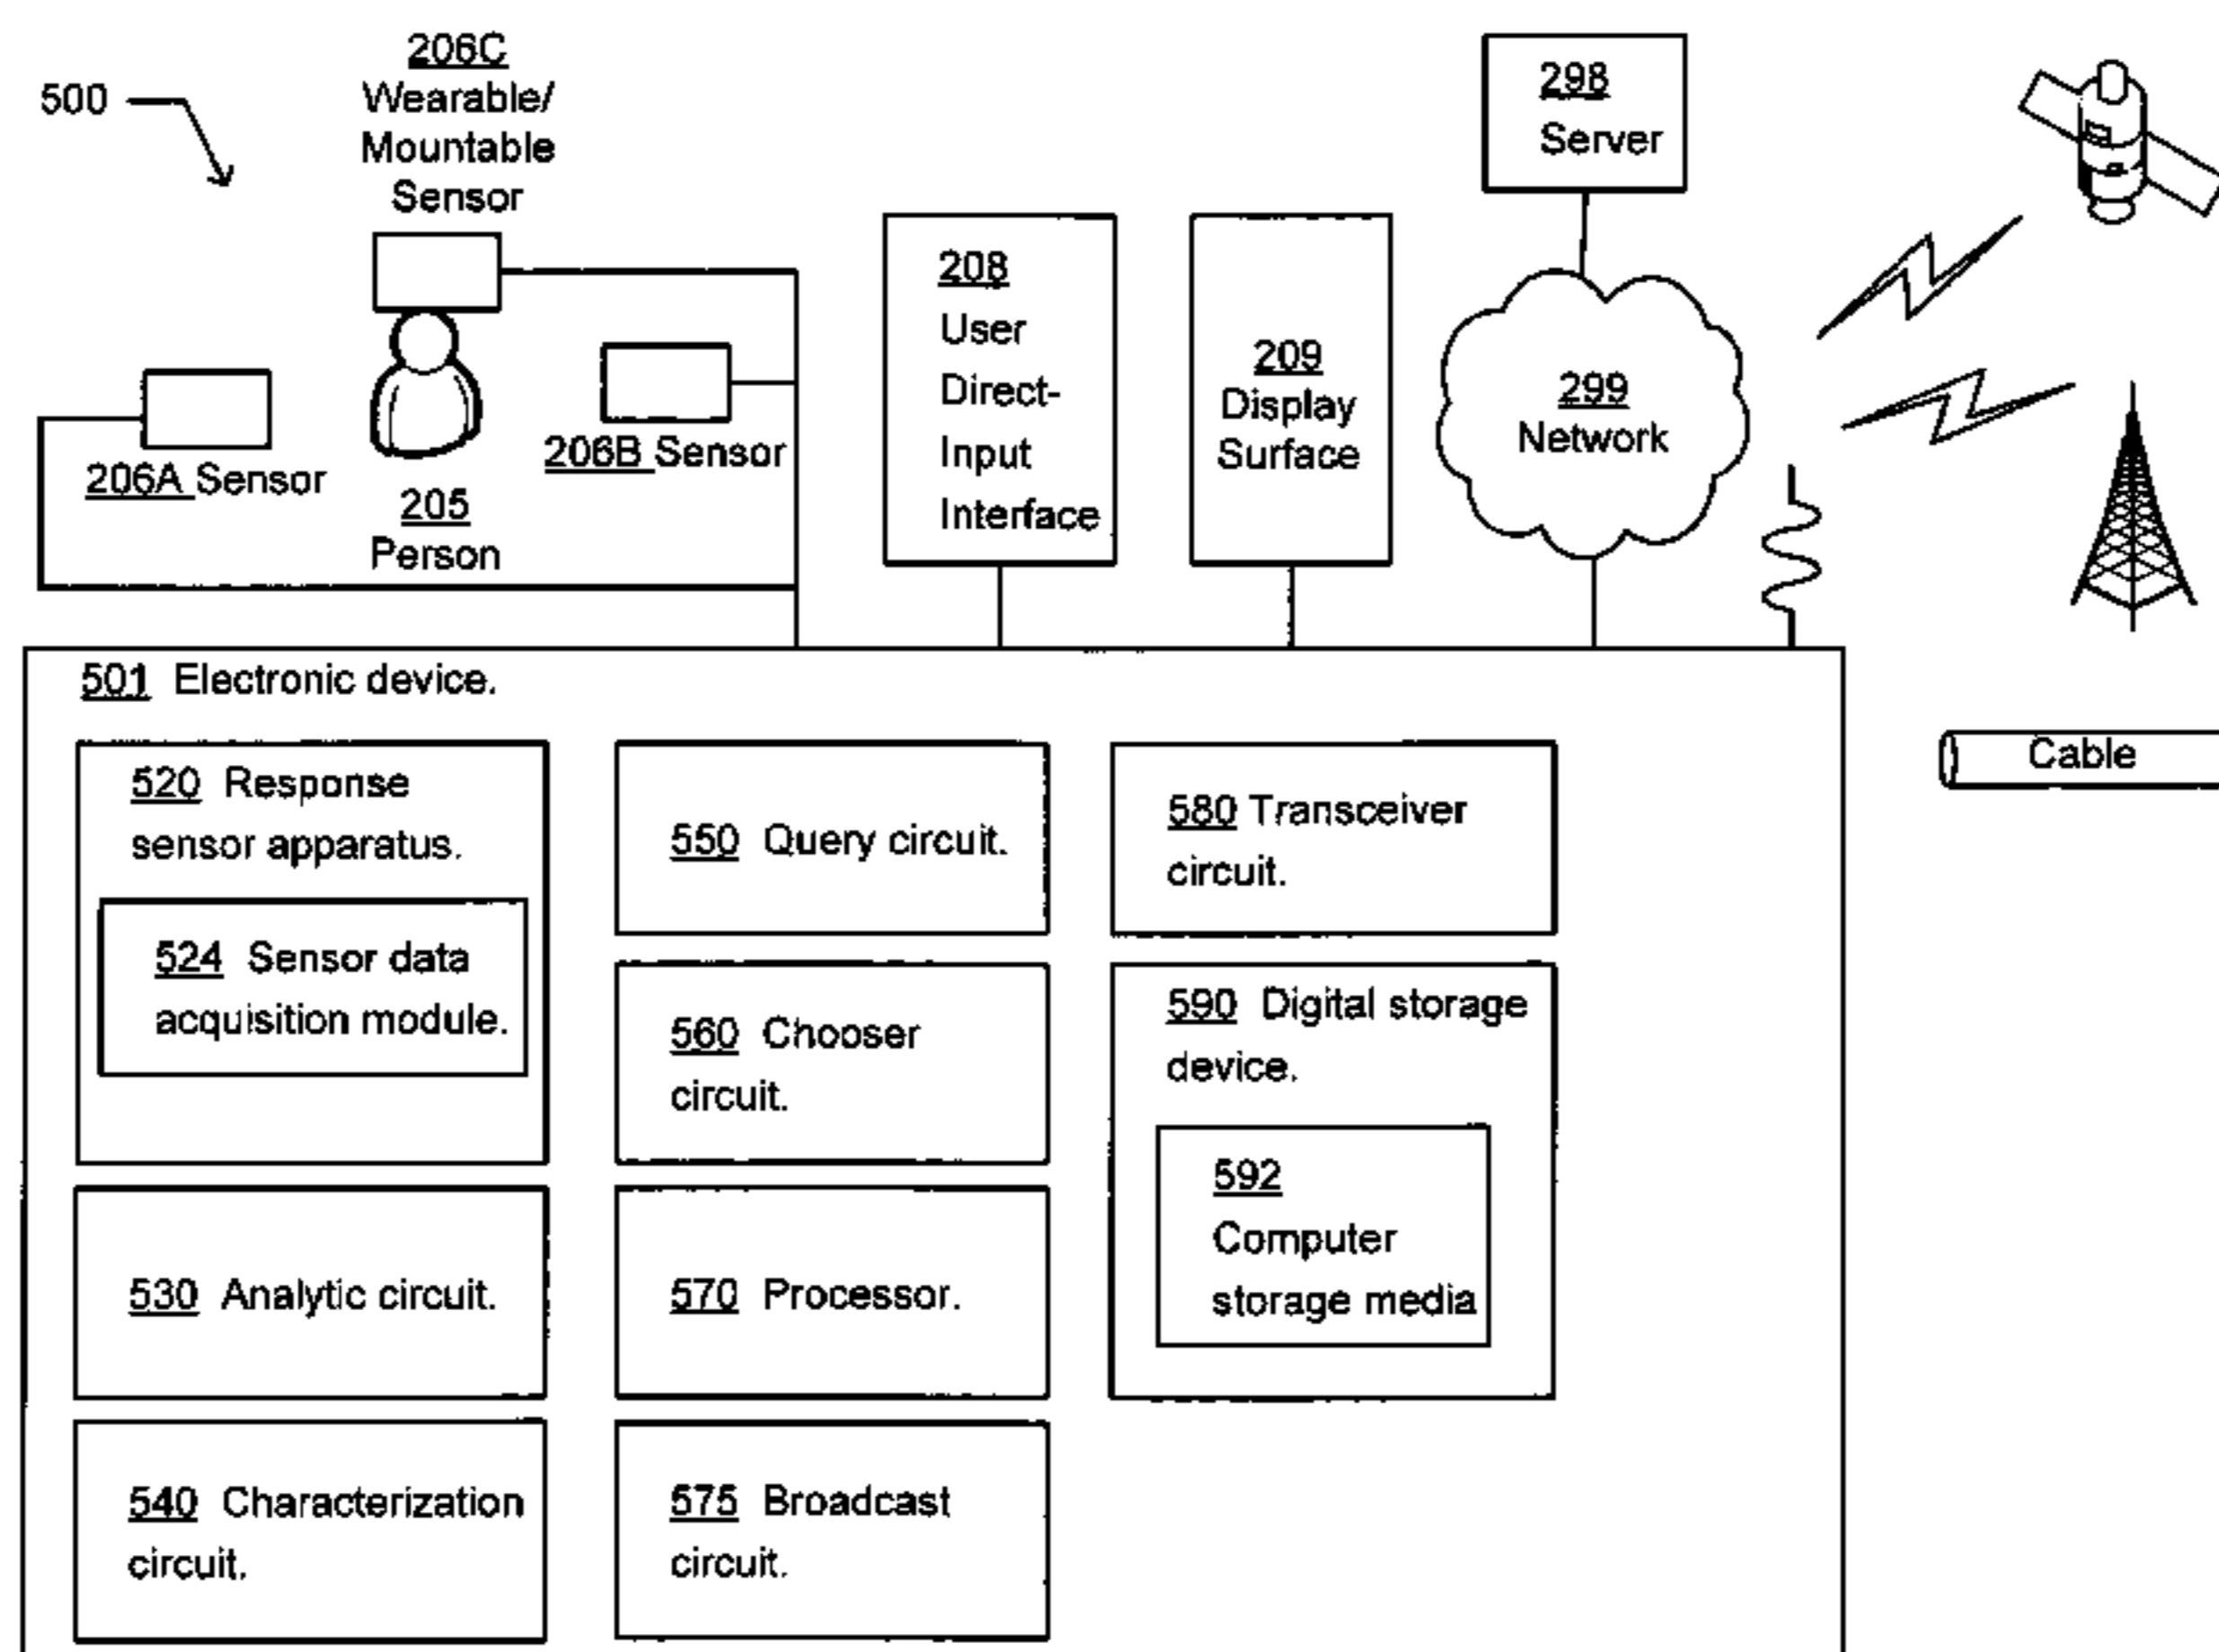 500
206C
Wearable/
Mountable
Sensor
206A Sensor
205
Person
206B Sensor
208
User
Direct-
Input
Interface
209
Display
Surface
298
Server
299
Network
501 Electronic device.
520 Response
sensor apparatus.
524 Sensor data
acquisition module.
530 Analytic circuit.
540 Characterization
circuit.
550 Query circuit.
560 Chooser
circuit.
570 Processor.
575 Broadcast
circuit.
580 Transceiver
circuit.
590 Digital storage
device.
592
Computer
storage media
Cable